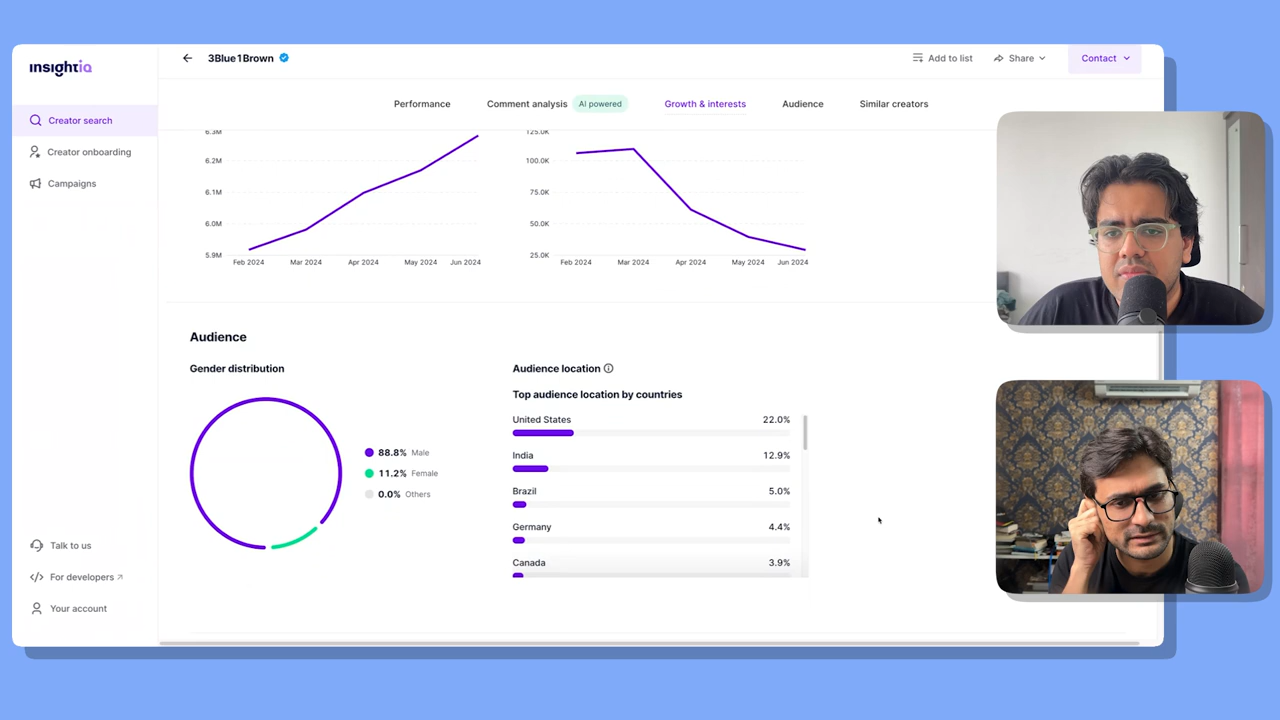 insightiq
3Blue1Brown
Add to list
Share
Contact
Creator search
Creator onboarding
Campaigns
Performance
Comment analysis
AI powered
Growth & interests
Audience
Similar creators
6.3M
6.2M
6.1M
6.0M
5.9M
Feb 2024
Mar 2024
Apr 2024
May 2024
Jun 2024
125.0K
100.0K
75.0K
50.0K
25.0K
Feb 2024
Mar 2024
Apr 2024
May 2024
Jun 2024
Audience
Gender distribution
88.8% Male
11.2% Female
0.0% Others
Audience location
Top audience location by countries
United States 22.0%
India 12.9%
Brazil 5.0%
Germany 4.4%
Canada 3.9%
Talk to us
For developers
Your account